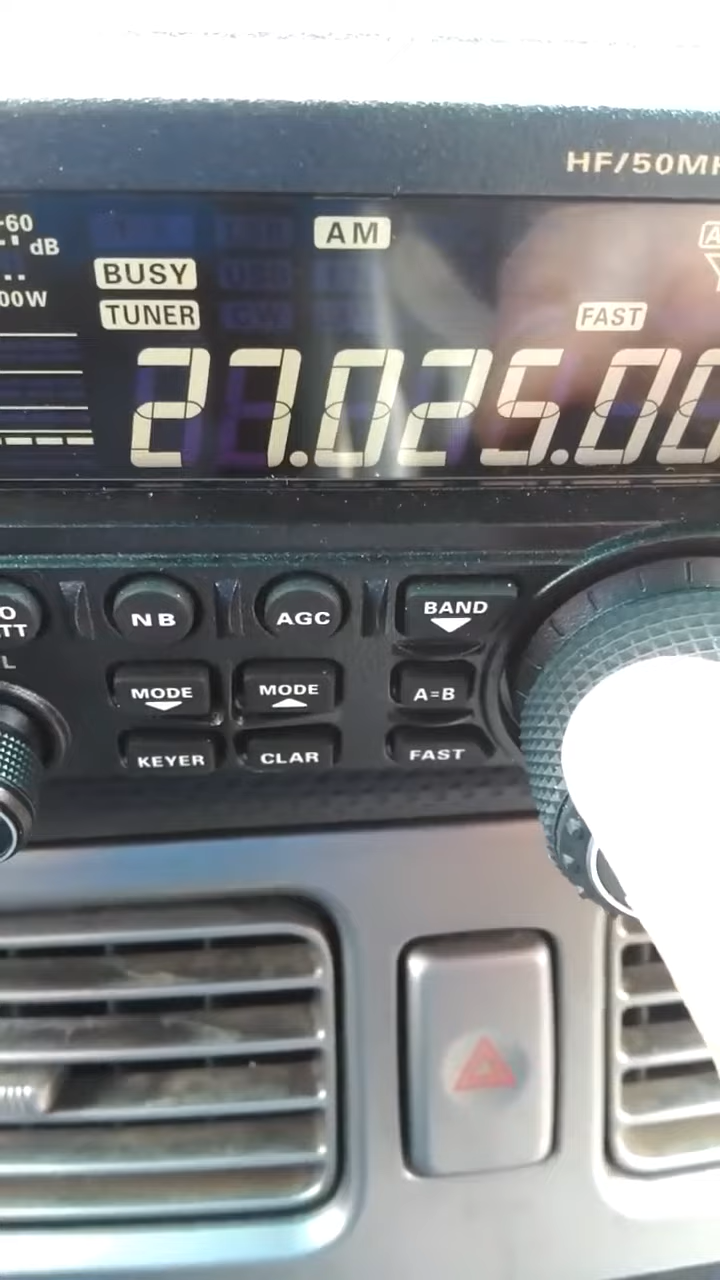 HF/50MH
-60
dB
AM
BUSY
00W
TUNER
FAST
27.025.00
NB
AGC
BAND
MODE
MODE
A=B
KEYER
CLAR
FAST